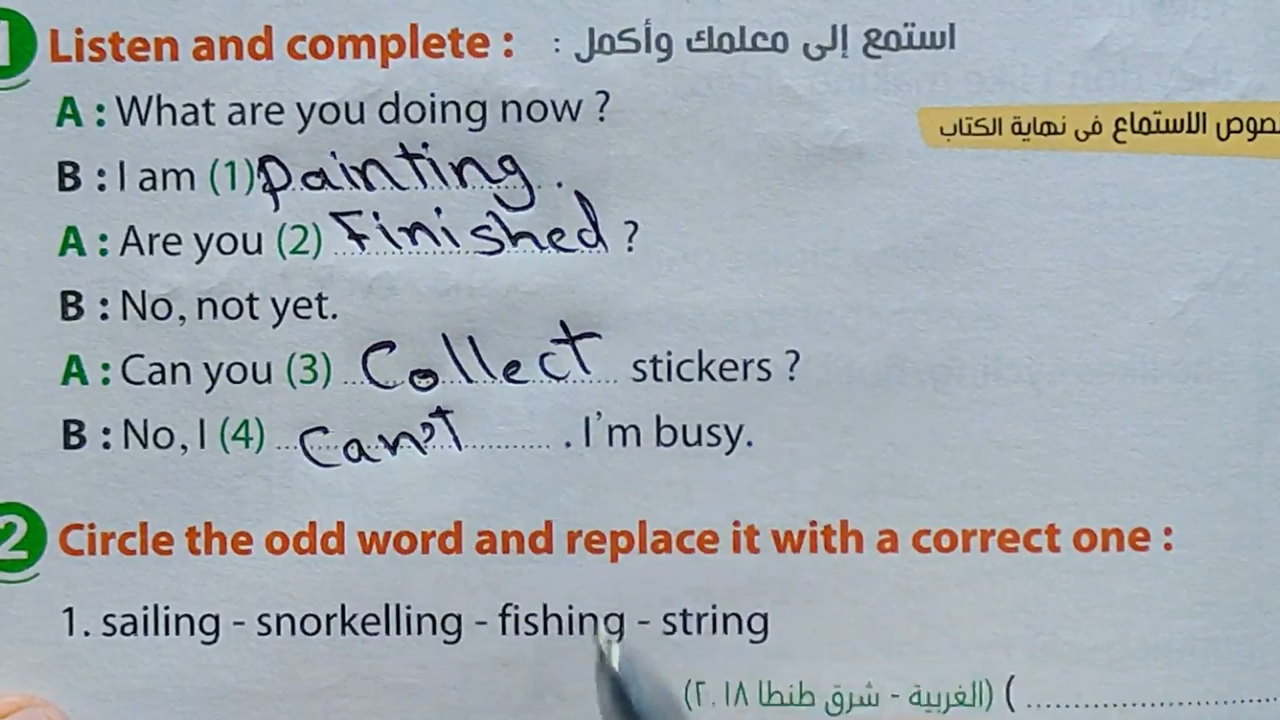 1 Listen and complete : استمع إلى معلمك وأكمل :
A : What are you doing now ?
نصوص الاستماع فى نهاية الكتاب
B : I am (1) painting .
A : Are you (2) Finished ?
B : No, not yet.
A : Can you (3) Collect stickers ?
B : No, I (4) Can't . I'm busy.
2 Circle the odd word and replace it with a correct one :
1. sailing - snorkelling - fishing - string
(الغربية - شرق طنطا ٢٠١٨) (....................